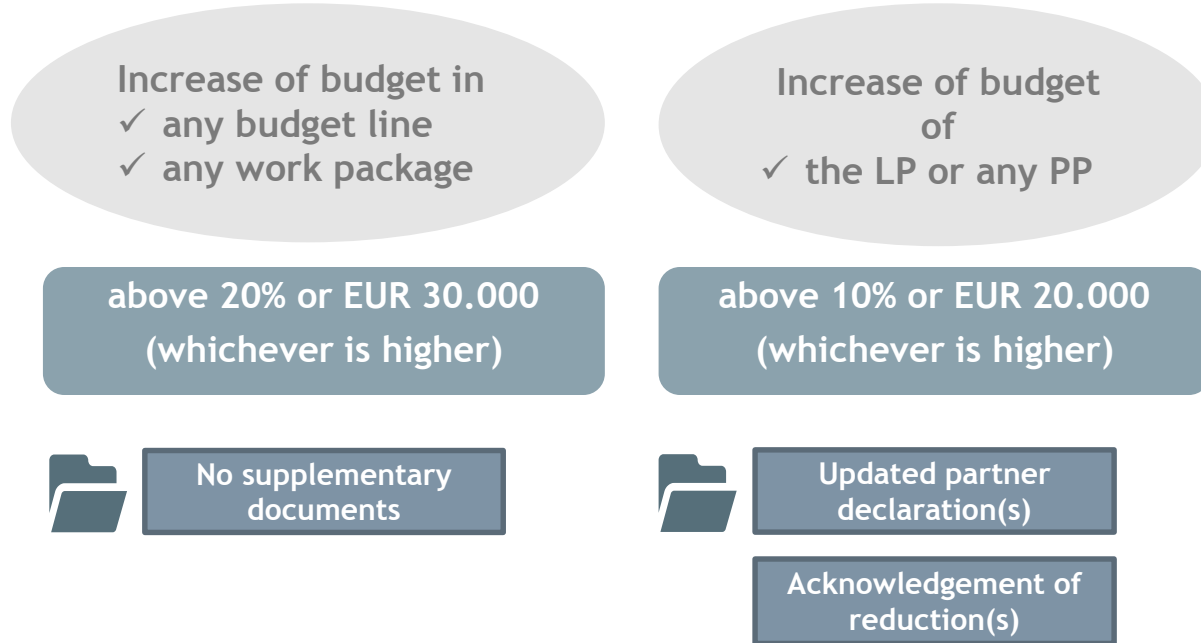 Increase of budget in
✓ any budget line
✓ any work package
above 20% or EUR 30.000
(whichever is higher)
No supplementary
documents
Increase of budget
of
✓ the LP or any PP
above 10% or EUR 20.000
(whichever is higher)
Updated partner
declaration(s)
Acknowledgement of
reduction(s)